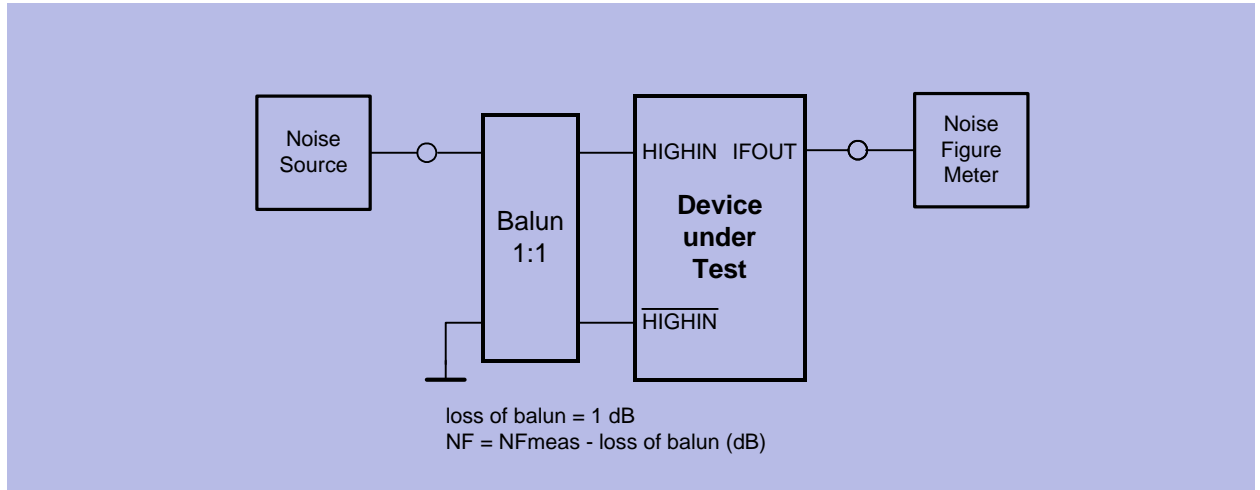 Noise
Source
Balun
1:1
HIGHIN IFOUT
Device
under
Test
HIGHIN
Noise
Figure
Meter
loss of balun = 1 dB
NF = NFmeas - loss of balun (dB)